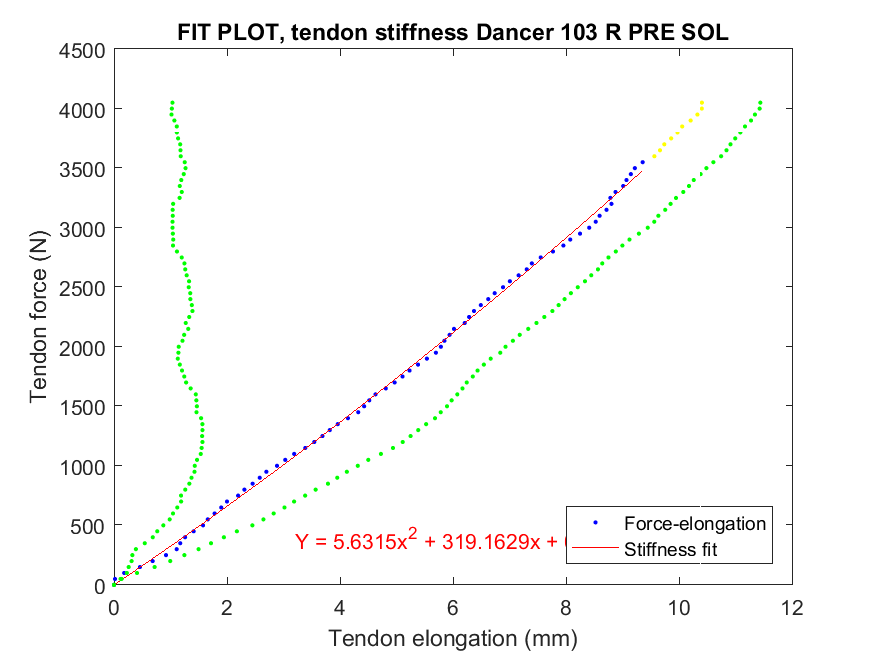 FIT PLOT, tendon stiffness Dancer 103 R PRE SOL
4500
4000
3500
3000
2500
2000
1500
1000
500
0
Tendon force (N)
Y = 5.6315x² + 319.1629x +
Force-elongation
Stiffness fit
0 2 4 6 8 10 12
Tendon elongation (mm)